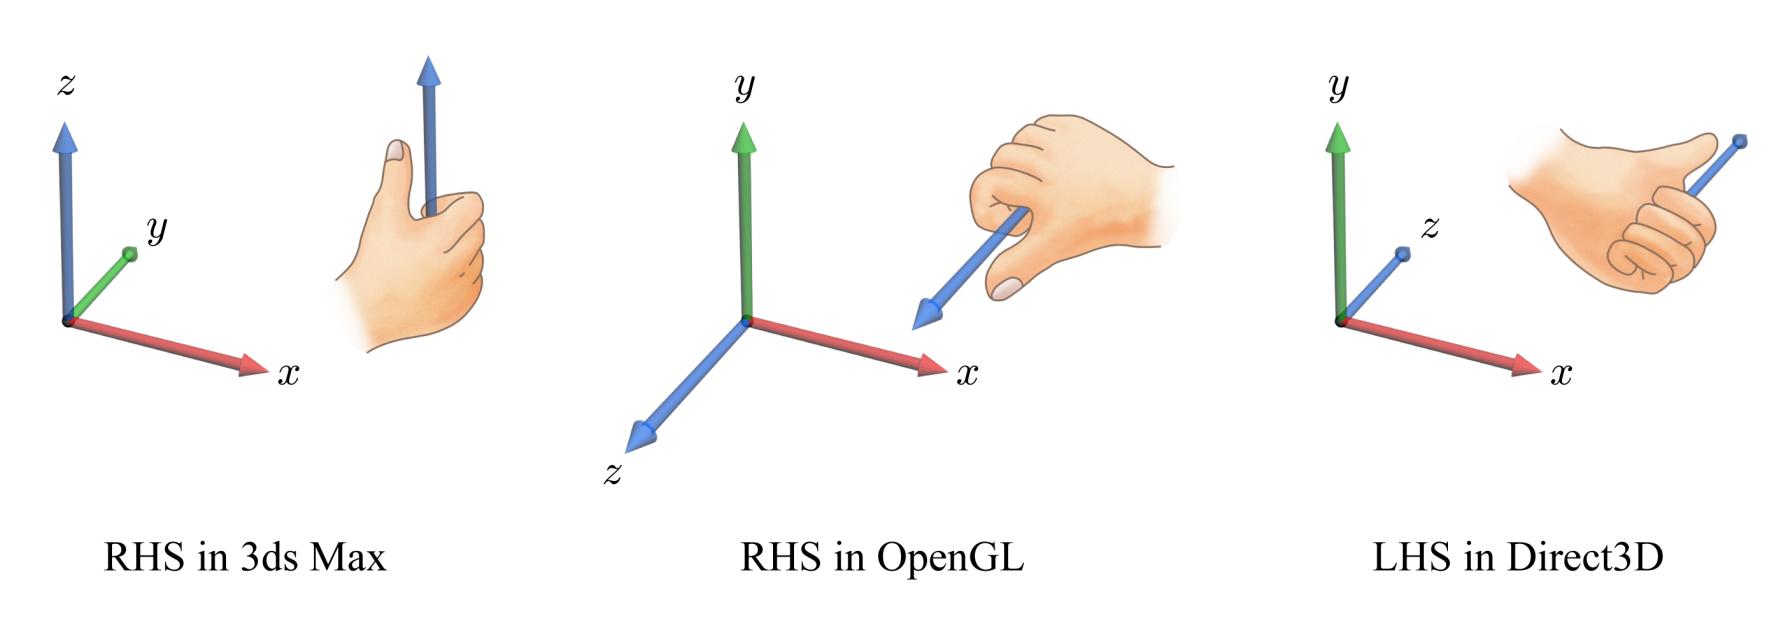 z
y
x
RHS in 3ds Max
y
x
z
RHS in OpenGL
y
z
x
LHS in Direct3D